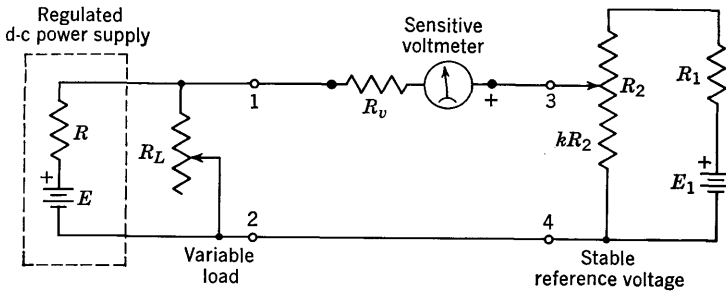 Regulated
d-c power supply
Sensitive
voltmeter
1
R_v
+
3
R_2
R_1
R
R_L
kR_2
+
E
+
E_1
2
4
Variable
load
Stable
reference voltage